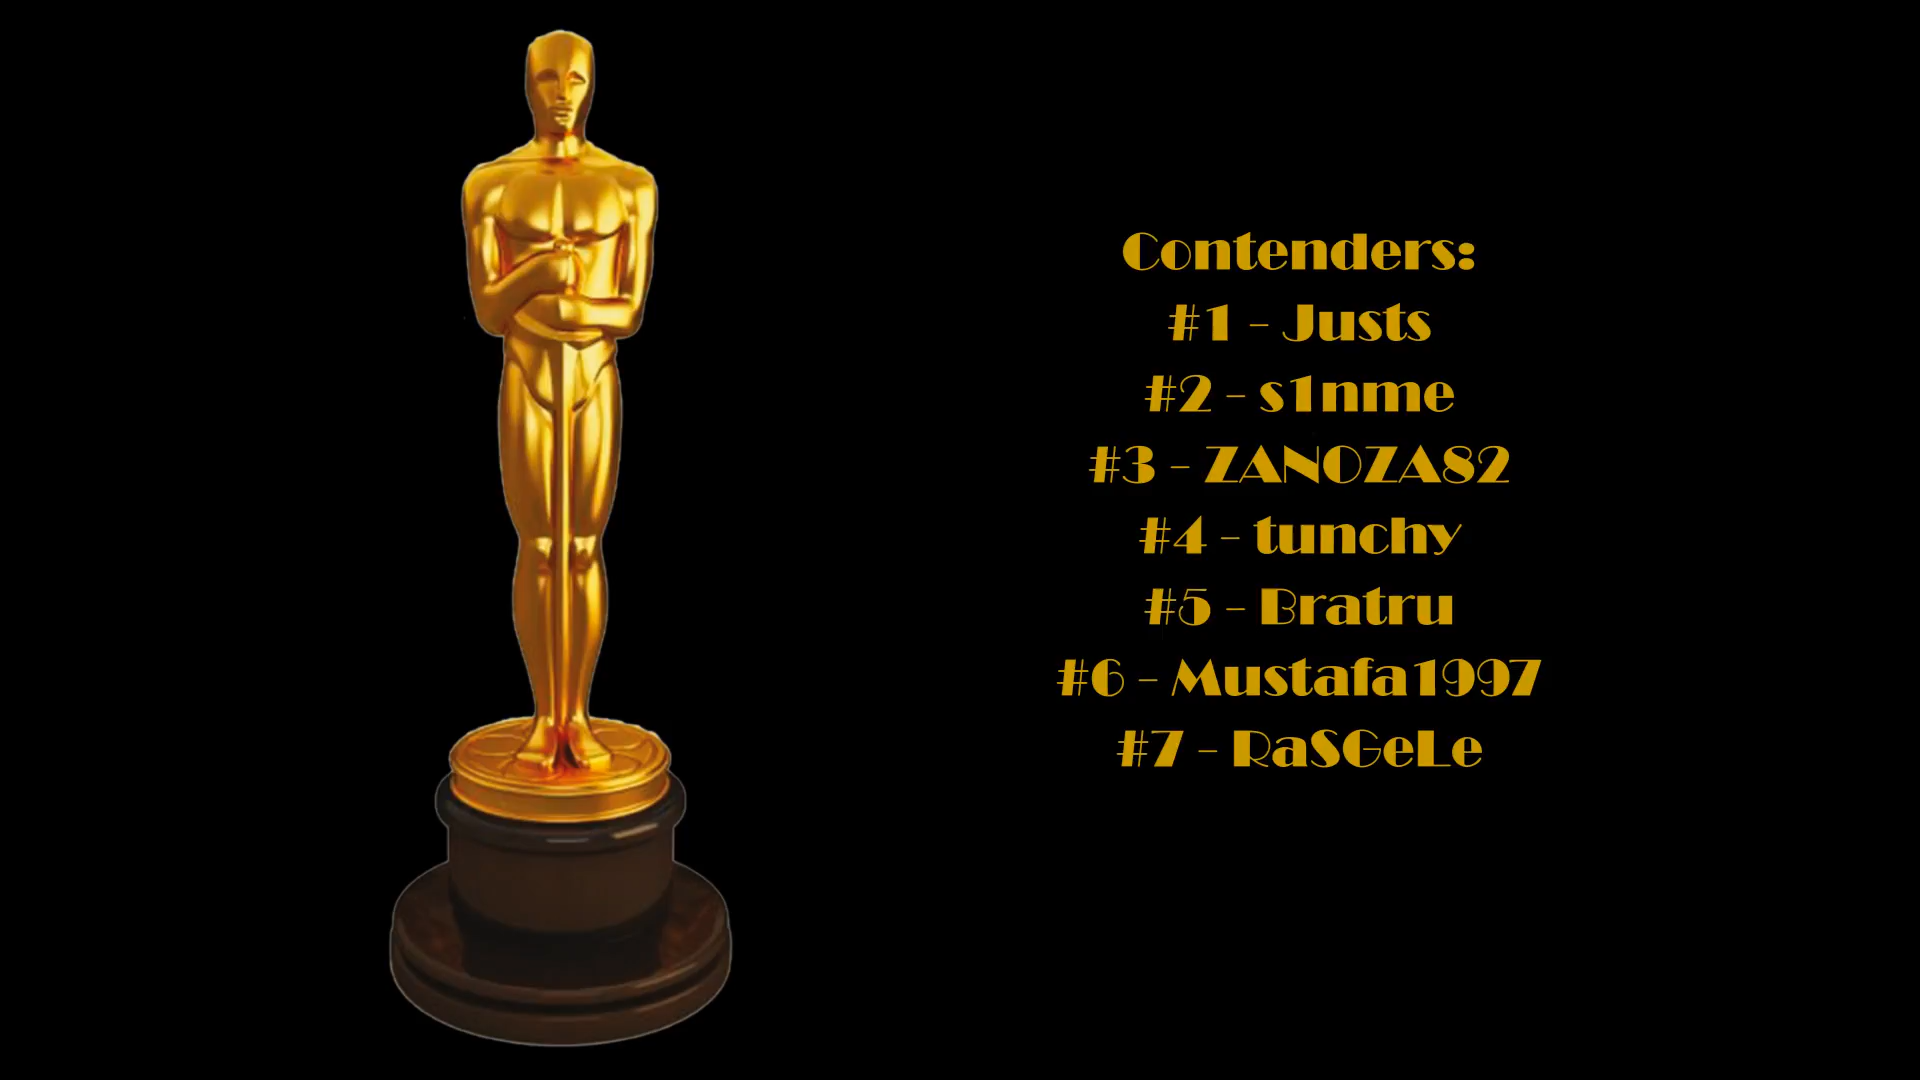 Contenders:
#1 - Justs
#2 - s1nme
#3 - ZANOZA82
#4 - tunchy
#5 - Bratru
#6 - Mustafa1997
#7 - RaSGeLe